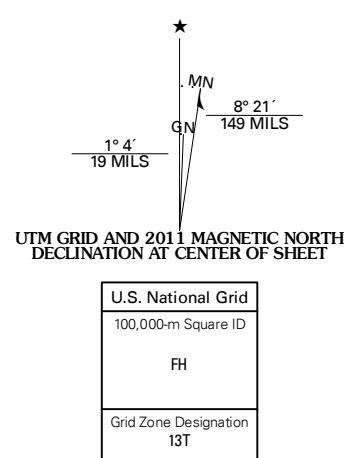 ★
MN
GN
8° 21´
149 MILS
1° 4´
19 MILS
UTM GRID AND 2011 MAGNETIC NORTH
DECLINATION AT CENTER OF SHEET
U.S. National Grid
100,000-m Square ID
FH
Grid Zone Designation
13T